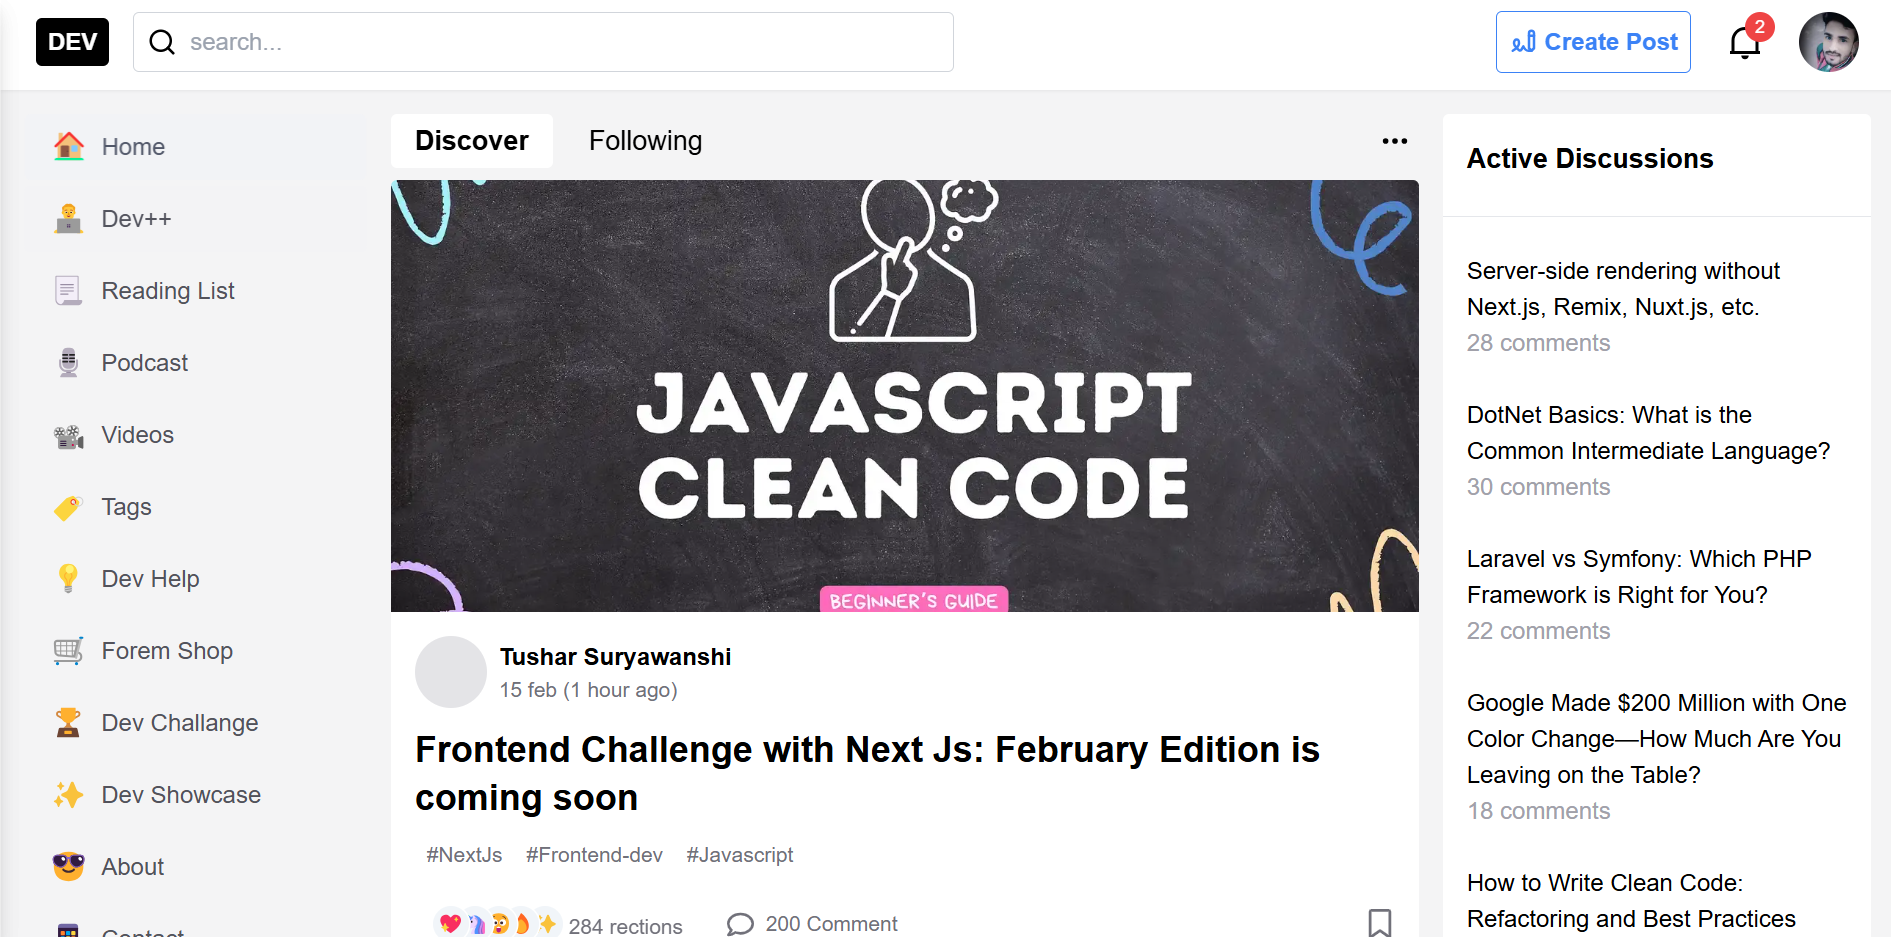 DEV
search...
Create Post
2
Home
Dev++
Reading List
Podcast
Videos
Tags
Dev Help
Forem Shop
Dev Challange
Dev Showcase
About
Contact
Discover
Following
JAVASCRIPT
CLEAN CODE
BEGINNER'S GUIDE
Tushar Suryawanshi
15 feb (1 hour ago)
Frontend Challenge with Next Js: February Edition is
coming soon
#NextJs #Frontend-dev #Javascript
284 rections
200 Comment
Active Discussions
Server-side rendering without
Next.js, Remix, Nuxt.js, etc.
28 comments
DotNet Basics: What is the
Common Intermediate Language?
30 comments
Laravel vs Symfony: Which PHP
Framework is Right for You?
22 comments
Google Made $200 Million with One
Color Change—How Much Are You
Leaving on the Table?
18 comments
How to Write Clean Code:
Refactoring and Best Practices